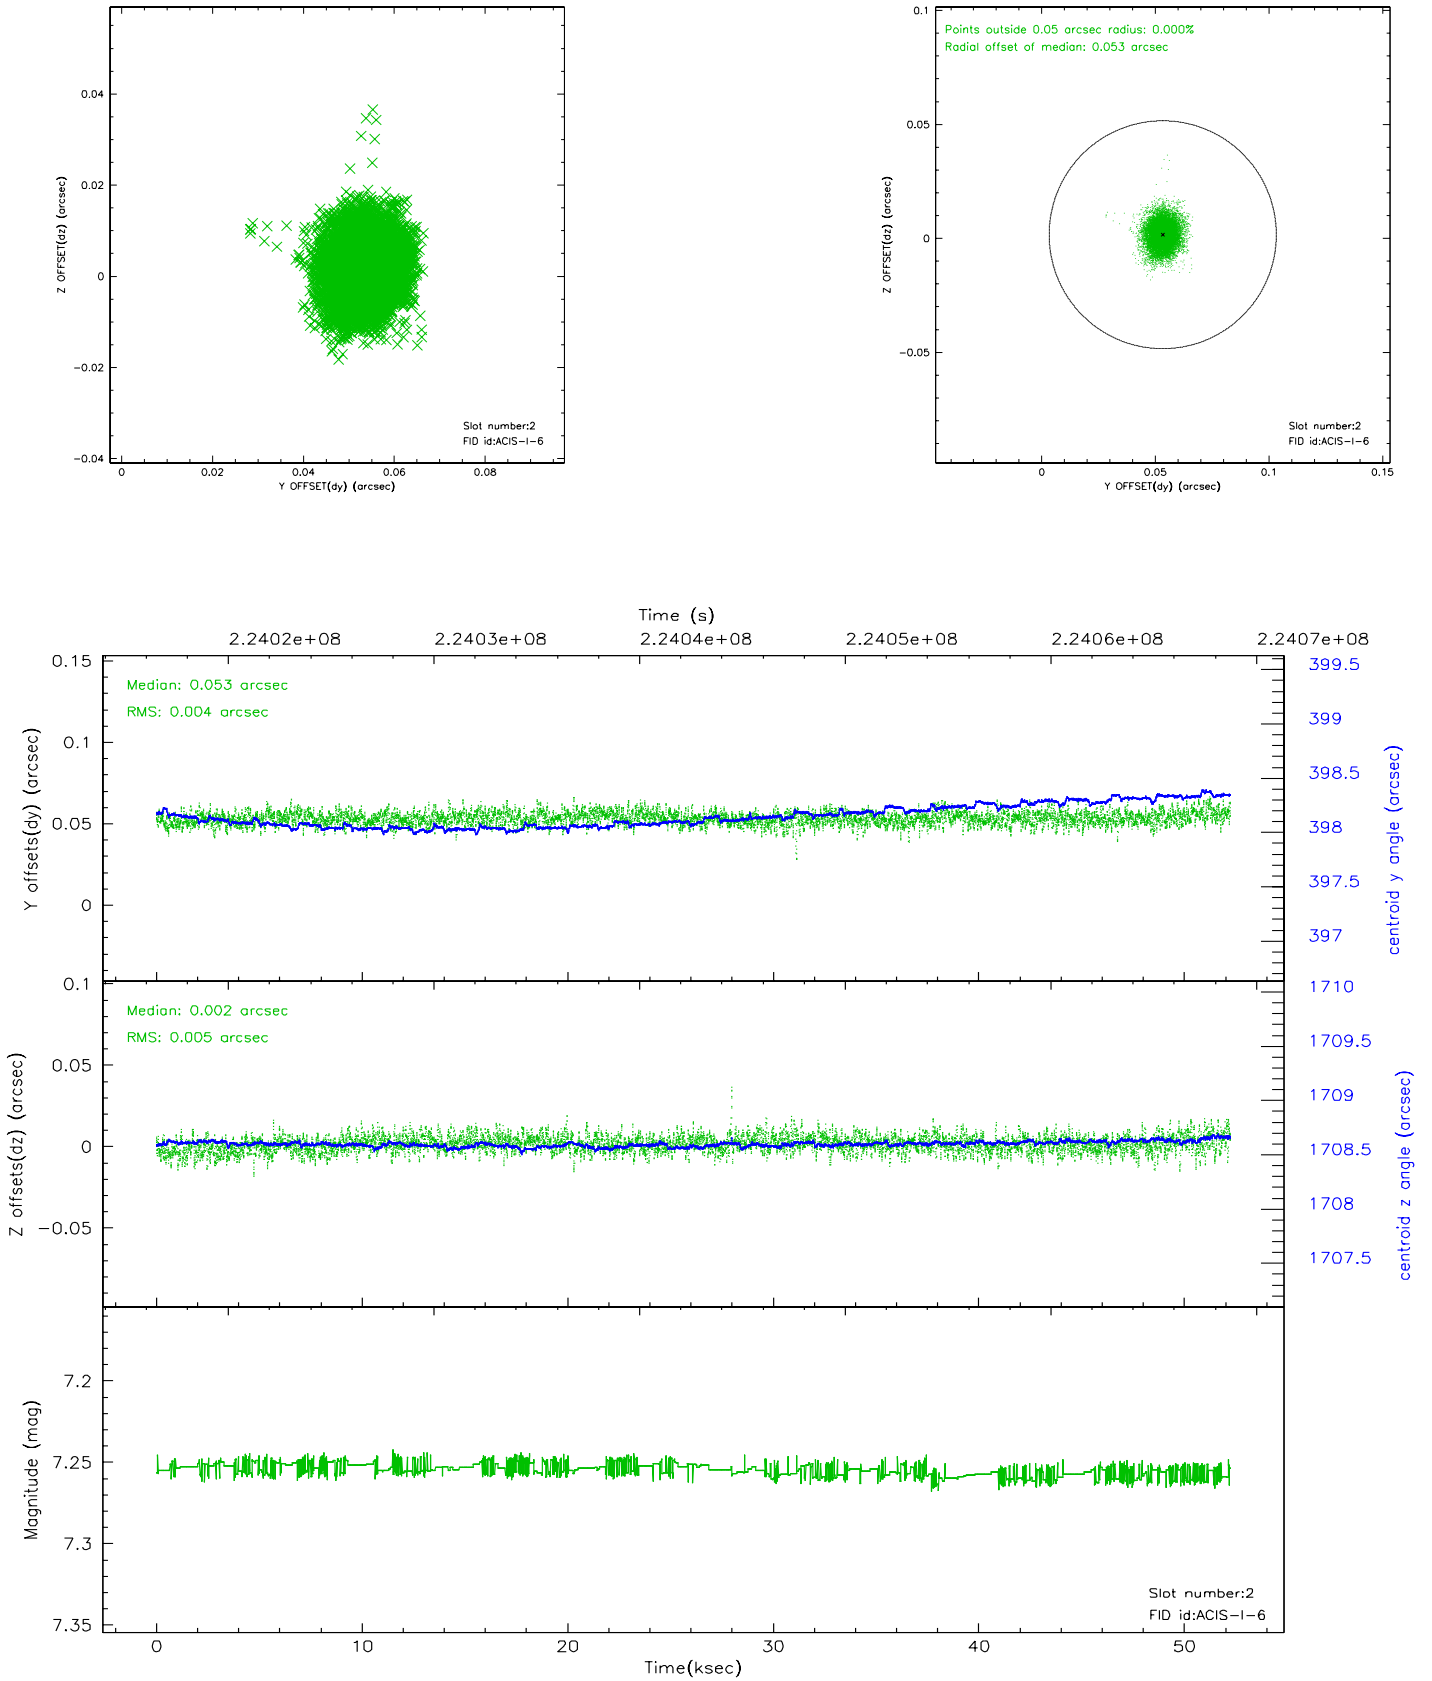 0.04
0.02
0
-0.02
-0.04
Z OFFSET(dz) (arcsec)
0 0.02 0.04 0.06 0.08
Y OFFSET(dy) (arcsec)
Slot number:2
FID id:ACIS-I-6
Points outside 0.05 arcsec radius: 0.000%
Radial offset of median: 0.053 arcsec
0.1
0.05
0
-0.05
Z OFFSET(dz) (arcsec)
0 0.05 0.1 0.15
Y OFFSET(dy) (arcsec)
Slot number:2
FID id:ACIS-I-6
Time (s)
2.2402e+08 2.2403e+08 2.2404e+08 2.2405e+08 2.2406e+08 2.2407e+08
Median: 0.053 arcsec
RMS: 0.004 arcsec
0.15
0.1
0.05
0
Y offsets(dy) (arcsec)
399.5
399
398.5
398
397.5
397
centroid y angle (arcsec)
Median: 0.002 arcsec
RMS: 0.005 arcsec
0.1
0.05
0
-0.05
Z offsets(dz) (arcsec)
1710
1709.5
1709
1708.5
1708
1707.5
centroid z angle (arcsec)
7.2
7.25
7.3
7.35
Magnitude (mag)
Slot number:2
FID id:ACIS-I-6
0 10 20 30 40 50
Time(ksec)